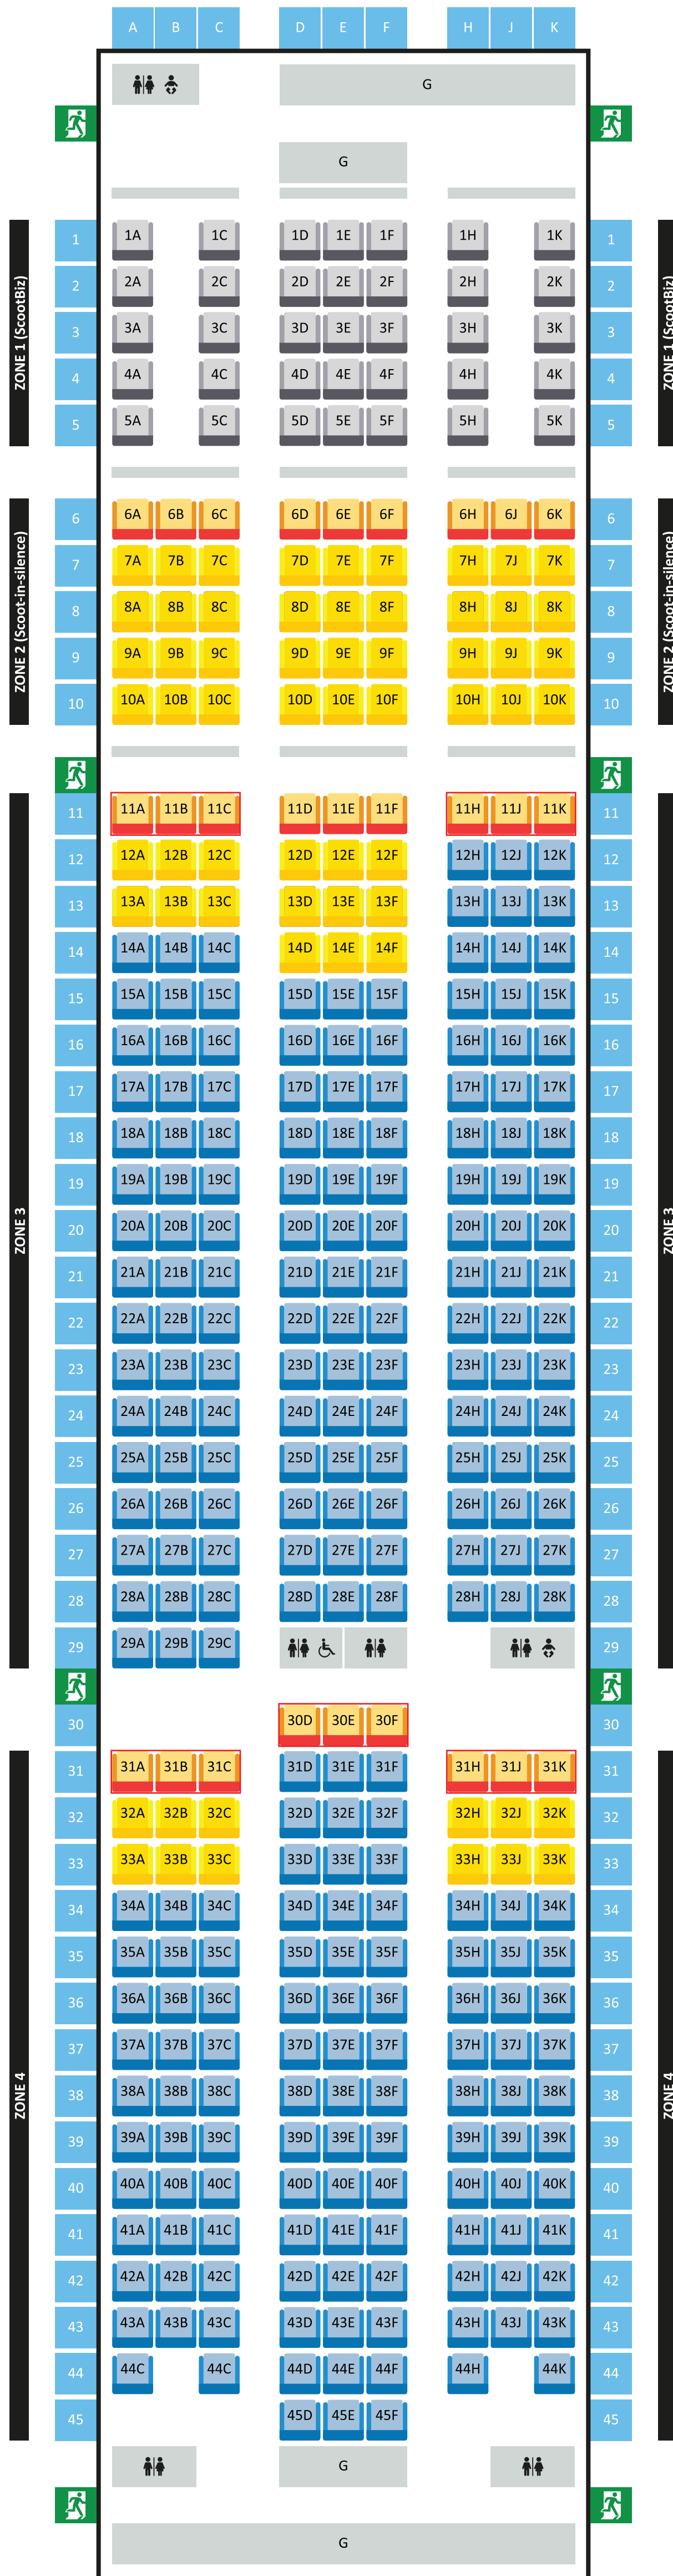 A B C D E F H J K
G
G
1 1A 1C 1D 1E 1F 1H 1K 1
2 2A 2C 2D 2E 2F 2H 2K 2
3 3A 3C 3D 3E 3F 3H 3K 3
4 4A 4C 4D 4E 4F 4H 4K 4
5 5A 5C 5D 5E 5F 5H 5K 5
ZONE 1 (ScootBiz) ZONE 1 (ScootBiz)
6 6A 6B 6C 6D 6E 6F 6H 6J 6K 6
7 7A 7B 7C 7D 7E 7F 7H 7J 7K 7
8 8A 8B 8C 8D 8E 8F 8H 8J 8K 8
9 9A 9B 9C 9D 9E 9F 9H 9J 9K 9
10 10A 10B 10C 10D 10E 10F 10H 10J 10K 10
ZONE 2 (Scoot-in-silence) ZONE 2 (Scoot-in-silence)
11 11A 11B 11C 11D 11E 11F 11H 11J 11K 11
12 12A 12B 12C 12D 12E 12F 12H 12J 12K 12
13 13A 13B 13C 13D 13E 13F 13H 13J 13K 13
14 14A 14B 14C 14D 14E 14F 14H 14J 14K 14
15 15A 15B 15C 15D 15E 15F 15H 15J 15K 15
16 16A 16B 16C 16D 16E 16F 16H 16J 16K 16
17 17A 17B 17C 17D 17E 17F 17H 17J 17K 17
18 18A 18B 18C 18D 18E 18F 18H 18J 18K 18
19 19A 19B 19C 19D 19E 19F 19H 19J 19K 19
20 20A 20B 20C 20D 20E 20F 20H 20J 20K 20
21 21A 21B 21C 21D 21E 21F 21H 21J 21K 21
22 22A 22B 22C 22D 22E 22F 22H 22J 22K 22
23 23A 23B 23C 23D 23E 23F 23H 23J 23K 23
24 24A 24B 24C 24D 24E 24F 24H 24J 24K 24
25 25A 25B 25C 25D 25E 25F 25H 25J 25K 25
26 26A 26B 26C 26D 26E 26F 26H 26J 26K 26
27 27A 27B 27C 27D 27E 27F 27H 27J 27K 27
28 28A 28B 28C 28D 28E 28F 28H 28J 28K 28
29 29A 29B 29C 29
ZONE 3 ZONE 3
30 30D 30E 30F 30
31 31A 31B 31C 31D 31E 31F 31H 31J 31K 31
32 32A 32B 32C 32D 32E 32F 32H 32J 32K 32
33 33A 33B 33C 33D 33E 33F 33H 33J 33K 33
34 34A 34B 34C 34D 34E 34F 34H 34J 34K 34
35 35A 35B 35C 35D 35E 35F 35H 35J 35K 35
36 36A 36B 36C 36D 36E 36F 36H 36J 36K 36
37 37A 37B 37C 37D 37E 37F 37H 37J 37K 37
38 38A 38B 38C 38D 38E 38F 38H 38J 38K 38
39 39A 39B 39C 39D 39E 39F 39H 39J 39K 39
40 40A 40B 40C 40D 40E 40F 40H 40J 40K 40
41 41A 41B 41C 41D 41E 41F 41H 41J 41K 41
42 42A 42B 42C 42D 42E 42F 42H 42J 42K 42
43 43A 43B 43C 43D 43E 43F 43H 43J 43K 43
44 44C 44C 44D 44E 44F 44H 44K 44
45 45D 45E 45F 45
ZONE 4 ZONE 4
G
G